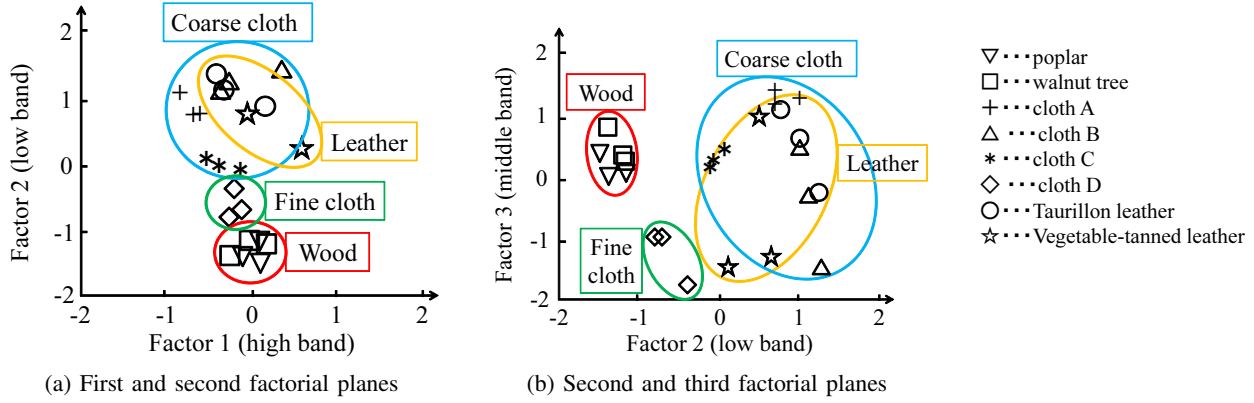 2
1
0
-1
-2
Factor 2 (low band)
Coarse cloth
Leather
Fine cloth
Wood
-2 -1 0 1 2
Factor 1 (high band)
(a) First and second factorial planes
2
1
0
-1
-2
Factor 3 (middle band)
Wood
Coarse cloth
Leather
Fine
cloth
-2 -1 0 1 2
Factor 2 (low band)
(b) Second and third factorial planes
▽···poplar
□···walnut tree
+···cloth A
△···cloth B
*···cloth C
◇···cloth D
○···Taurillon leather
☆···Vegetable-tanned leather